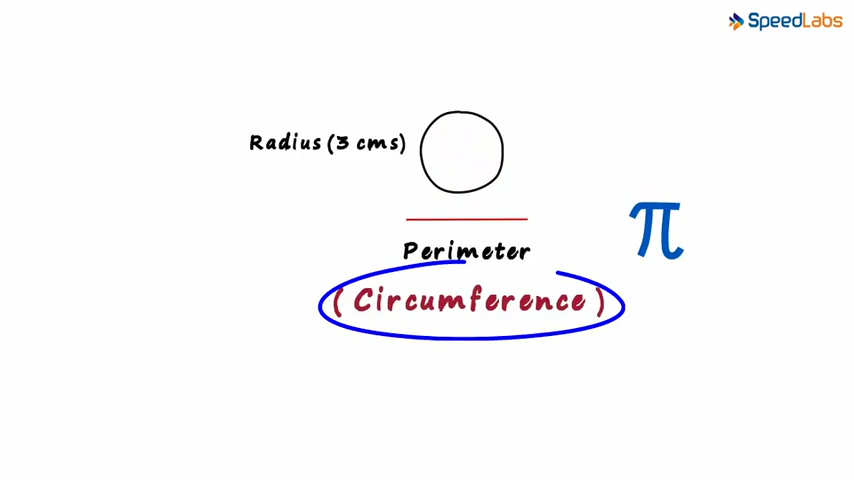 SpeedLabs
Radius (3 cms)
π
Perimeter
(Circumference)